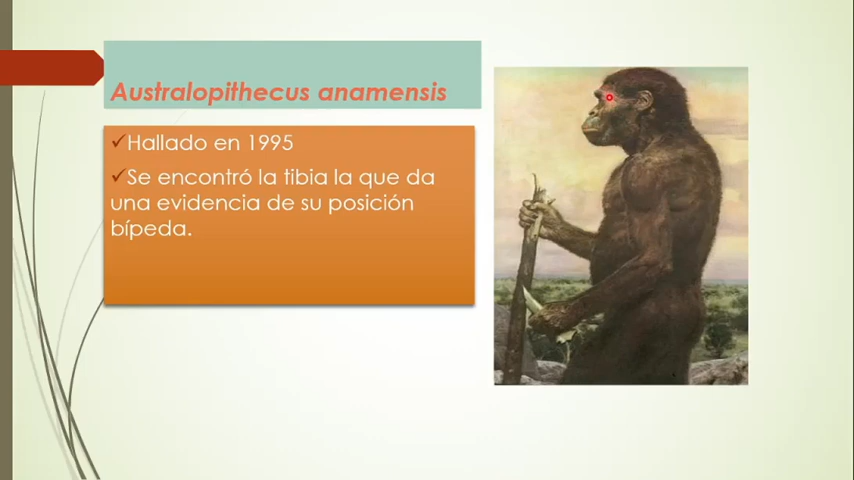 Australopithecus anamensis
✓Hallado en 1995
✓Se encontró la tibia la que da
una evidencia de su posición
bípeda.